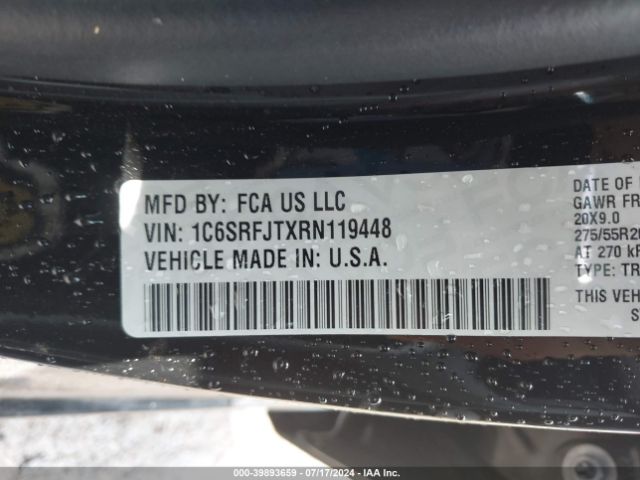 MFD BY: FCA US LLC
VIN: 1C6SRFJTXRN119448
VEHICLE MADE IN: U.S.A.
DATE OF
GAWR FR
20X9.0
275/55R20
AT 270
TYPE: TR
THIS VEH
000-39893659 - 07/17/2024 - IAA Inc.